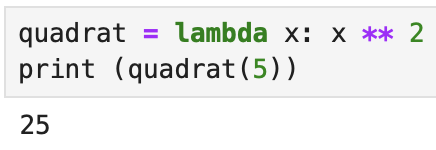 quadrat = lambda x: x ** 2
print (quadrat(5))
25